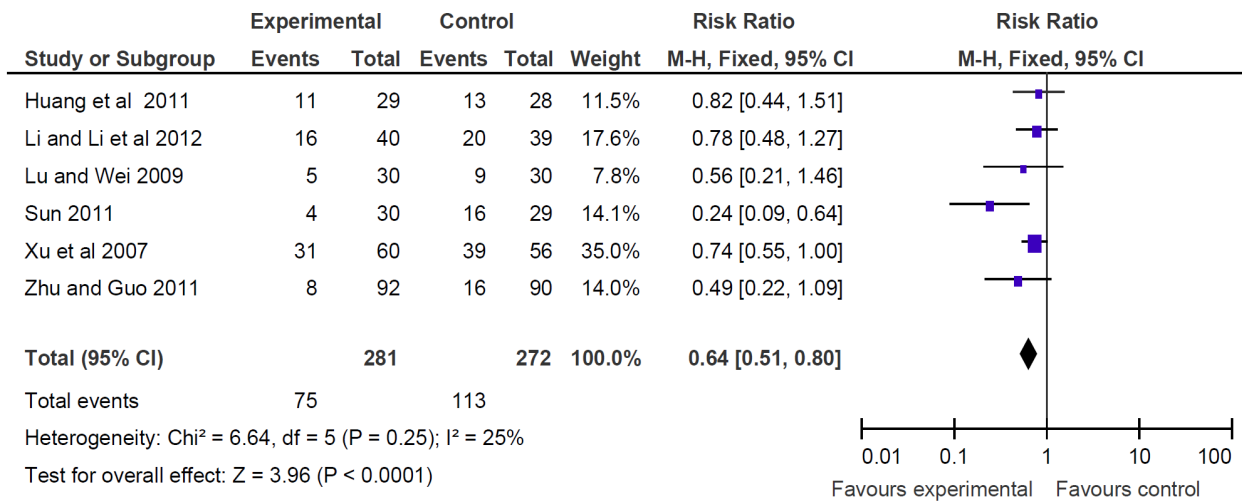 Experimental Control Risk Ratio Risk Ratio
Study or Subgroup Events Total Events Total Weight M-H, Fixed, 95% CI M-H, Fixed, 95% CI
Huang et al 2011 11 29 13 28 11.5% 0.82 [0.44, 1.51]
Li and Li et al 2012 16 40 20 39 17.6% 0.78 [0.48, 1.27]
Lu and Wei 2009 5 30 9 30 7.8% 0.56 [0.21, 1.46]
Sun 2011 4 30 16 29 14.1% 0.24 [0.09, 0.64]
Xu et al 2007 31 60 39 56 35.0% 0.74 [0.55, 1.00]
Zhu and Guo 2011 8 92 16 90 14.0% 0.49 [0.22, 1.09]
Total (95% CI) 281 272 100.0% 0.64 [0.51, 0.80]
Total events 75 113
Heterogeneity: Chi² = 6.64, df = 5 (P = 0.25); I² = 25%
Test for overall effect: Z = 3.96 (P < 0.0001)
0.01 0.1 1 10 100
Favours experimental Favours control